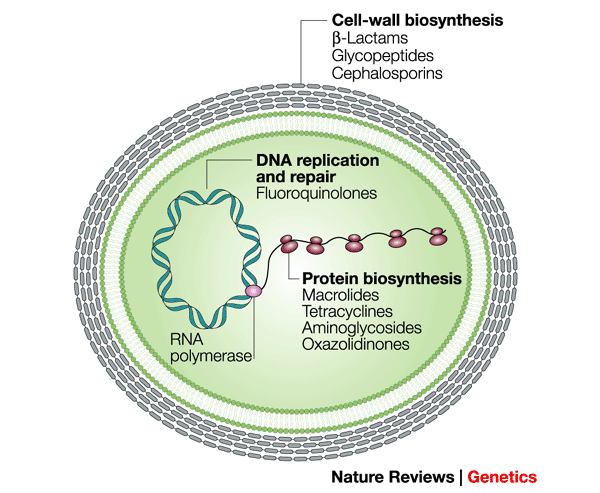 Cell-wall biosynthesis
β-Lactams
Glycopeptides
Cephalosporins
DNA replication
and repair
Fluoroquinolones
Protein biosynthesis
Macrolides
Tetracyclines
Aminoglycosides
Oxazolidinones
RNA
polymerase
Nature Reviews | Genetics